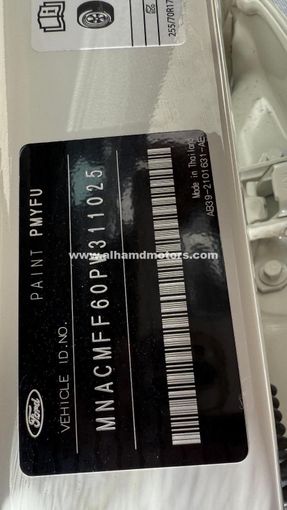 255/70R17
PAINT PMYFU
Ford
VEHICLE ID.NO.
MNACMFF60PW311025
Made in Thailand
AB39-2101631-AE
www.alhamdmotors.com